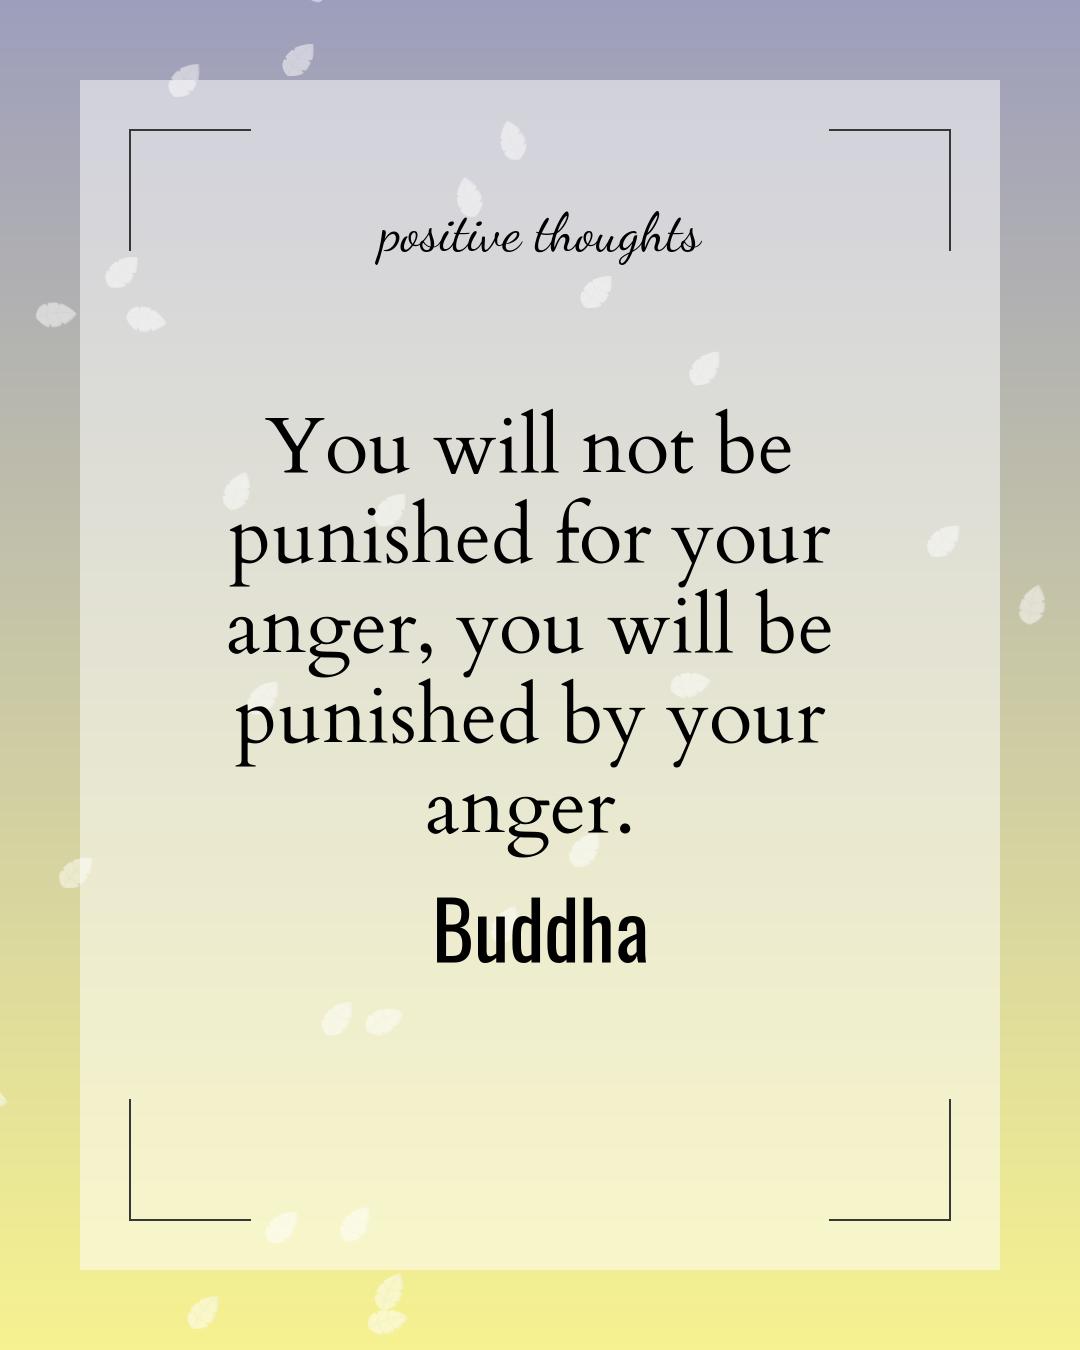 positive thoughts
You will not be
punished for your
anger, you will be
punished by your
anger.
Buddha